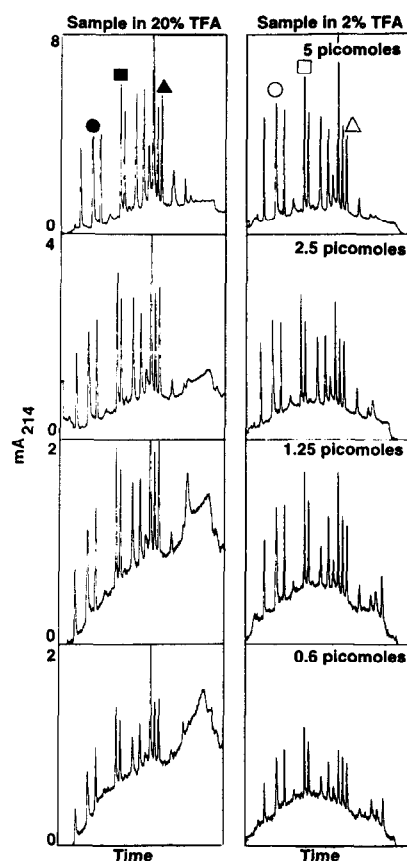 Sample in 20% TFA
Sample in 2% TFA
8
5 picomoles
0
4
2.5 picomoles
0
mA214
2
1.25 picomoles
0
2
0.6 picomoles
0
Time
Time